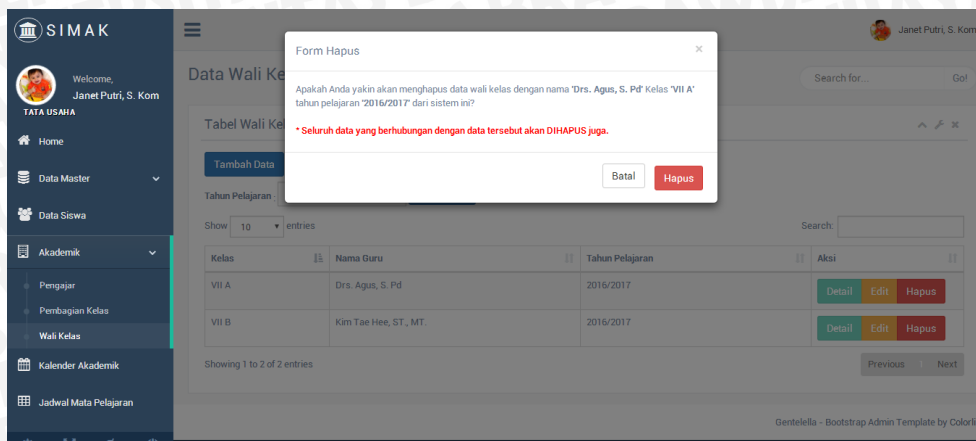 SIMAK
Janet Putri, S. Kom
Welcome,
Janet Putri, S. Kom
TATA USAHA
Home
Data Master
Data Siswa
Akademik
Pengajar
Pembagian Kelas
Wali Kelas
Kalender Akademik
Jadwal Mata Pelajaran
Form Hapus
×
Apakah Anda yakin akan menghapus data wali kelas dengan nama 'Drs. Agus, S. Pd' Kelas 'VII A'
tahun pelajaran '2016/2017' dari sistem ini?
* Seluruh data yang berhubungan dengan data tersebut akan DIHAPUS juga.
Batal Hapus
Data Wali Ke
Search for... Go!
Tabel Wali Kel
Tambah Data
Tahun Pelajaran
Show 10 entries
Search:
Kelas Nama Guru Tahun Pelajaran Aksi
VII A Drs. Agus, S. Pd 2016/2017 Detail Edit Hapus
VII B Kim Tae Hee, ST., MT. 2016/2017 Detail Edit Hapus
Showing 1 to 2 of 2 entries
Previous Next
Gentelella - Bootstrap Admin Template by Colorli